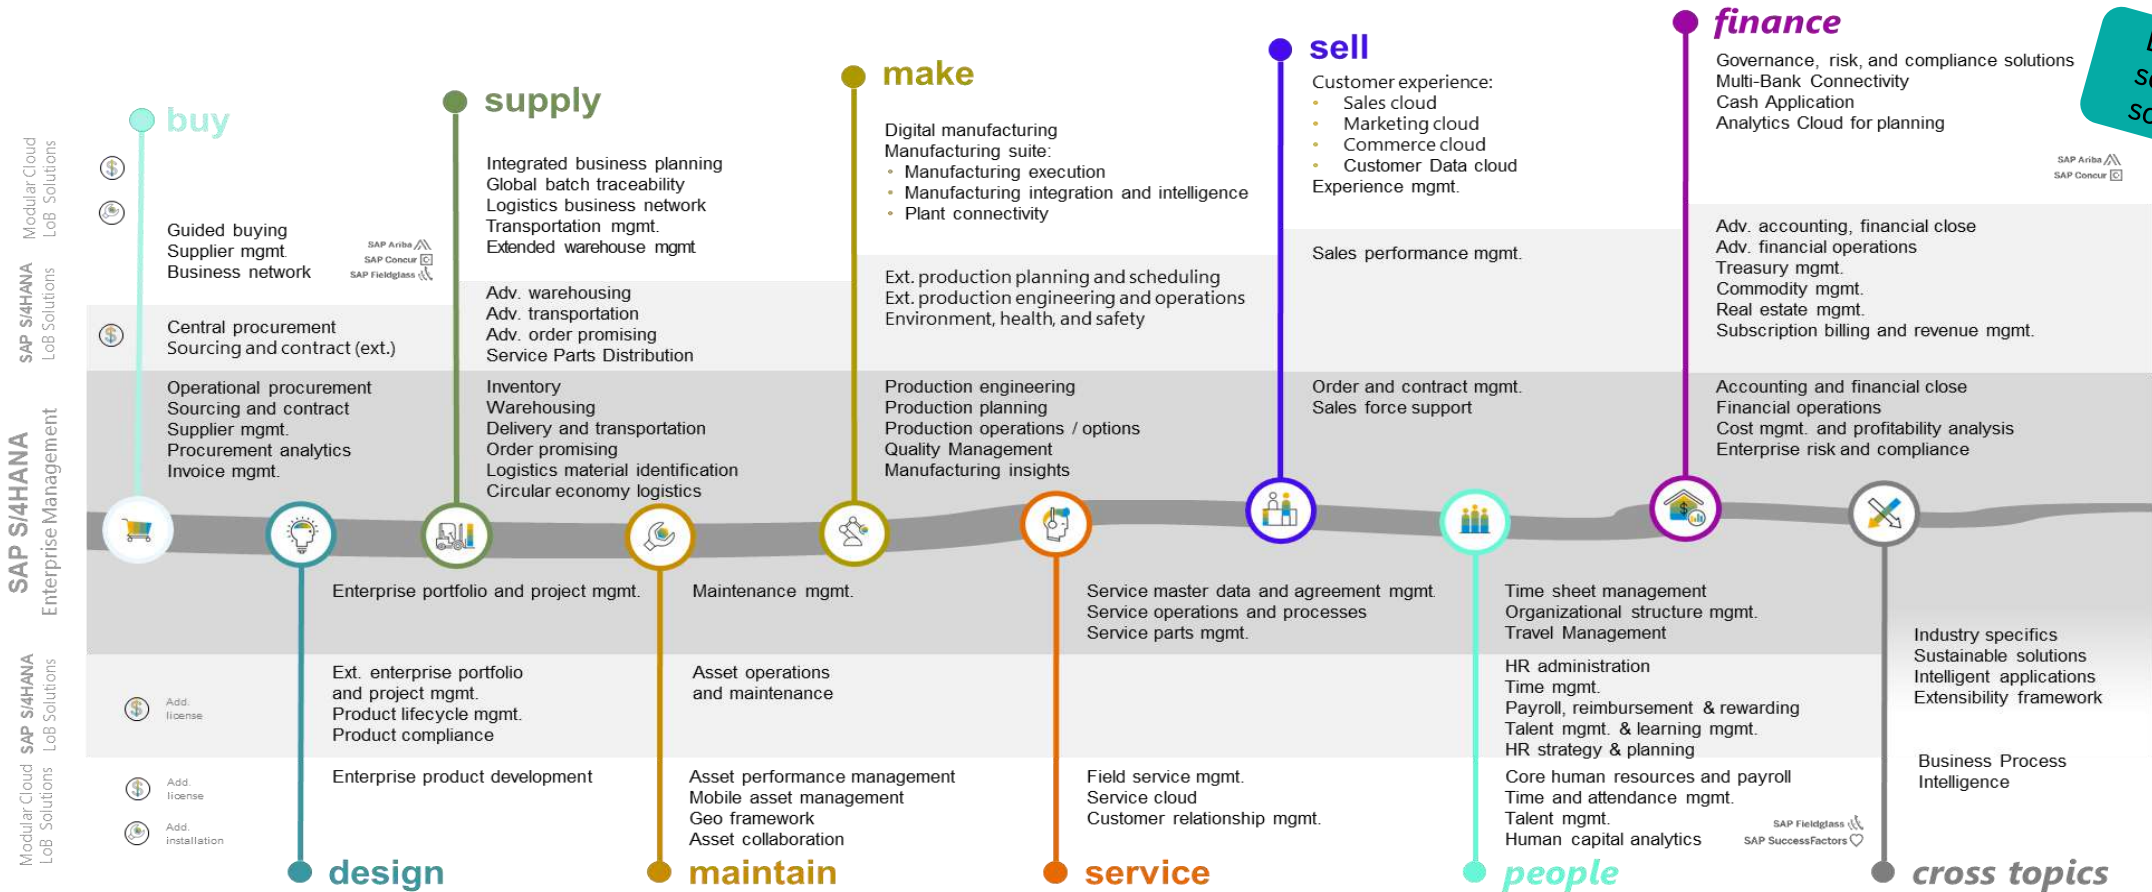 finance
Governance, risk, and compliance solutions
Multi-Bank Connectivity
Cash Application
Analytics Cloud for planning
SAP Ariba
SAP Concur
sell
Customer experience:
• Sales cloud
• Marketing cloud
• Commerce cloud
• Customer Data cloud
Experience mgmt.
make
Digital manufacturing
Manufacturing suite:
• Manufacturing execution
• Manufacturing integration and intelligence
• Plant connectivity
supply
Integrated business planning
Global batch traceability
Logistics business network
Transportation mgmt.
Extended warehouse mgmt
buy
Guided buying
Supplier mgmt.
Business network
SAP Ariba
SAP Concur
SAP Fieldglass
Modular Cloud
LoB Solutions
SAP S/4HANA
LoB Solutions
Central procurement
Sourcing and contract (ext.)
Adv. warehousing
Adv. transportation
Adv. order promising
Service Parts Distribution
Ext. production planning and scheduling
Ext. production engineering and operations
Environment, health, and safety
Sales performance mgmt.
Adv. accounting, financial close
Adv. financial operations
Treasury mgmt.
Commodity mgmt.
Real estate mgmt.
Subscription billing and revenue mgmt.
SAP S/4HANA
Enterprise Management
Operational procurement
Sourcing and contract
Supplier mgmt.
Procurement analytics
Invoice mgmt.
Inventory
Warehousing
Delivery and transportation
Order promising
Logistics material identification
Circular economy logistics
Production engineering
Production planning
Production operations / options
Quality Management
Manufacturing insights
Order and contract mgmt.
Sales force support
Accounting and financial close
Financial operations
Cost mgmt. and profitability analysis
Enterprise risk and compliance
Enterprise portfolio and project mgmt.
Maintenance mgmt.
Service master data and agreement mgmt.
Service operations and processes
Service parts mgmt.
Time sheet management
Organizational structure mgmt.
Travel Management
Industry specifics
Sustainable solutions
Intelligent applications
Extensibility framework
SAP S/4HANA
LoB Solutions
Add.
license
Ext. enterprise portfolio
and project mgmt.
Product lifecycle mgmt.
Product compliance
Asset operations
and maintenance
HR administration
Time mgmt.
Payroll, reimbursement & rewarding
Talent mgmt. & learning mgmt.
HR strategy & planning
Business Process
Intelligence
Modular Cloud
LoB Solutions
Add.
license
Add.
installation
Enterprise product development
Asset performance management
Mobile asset management
Geo framework
Asset collaboration
Field service mgmt.
Service cloud
Customer relationship mgmt.
Core human resources and payroll
Time and attendance mgmt.
Talent mgmt.
Human capital analytics
SAP Fieldglass
SAP SuccessFactors
design
maintain
service
people
cross topics